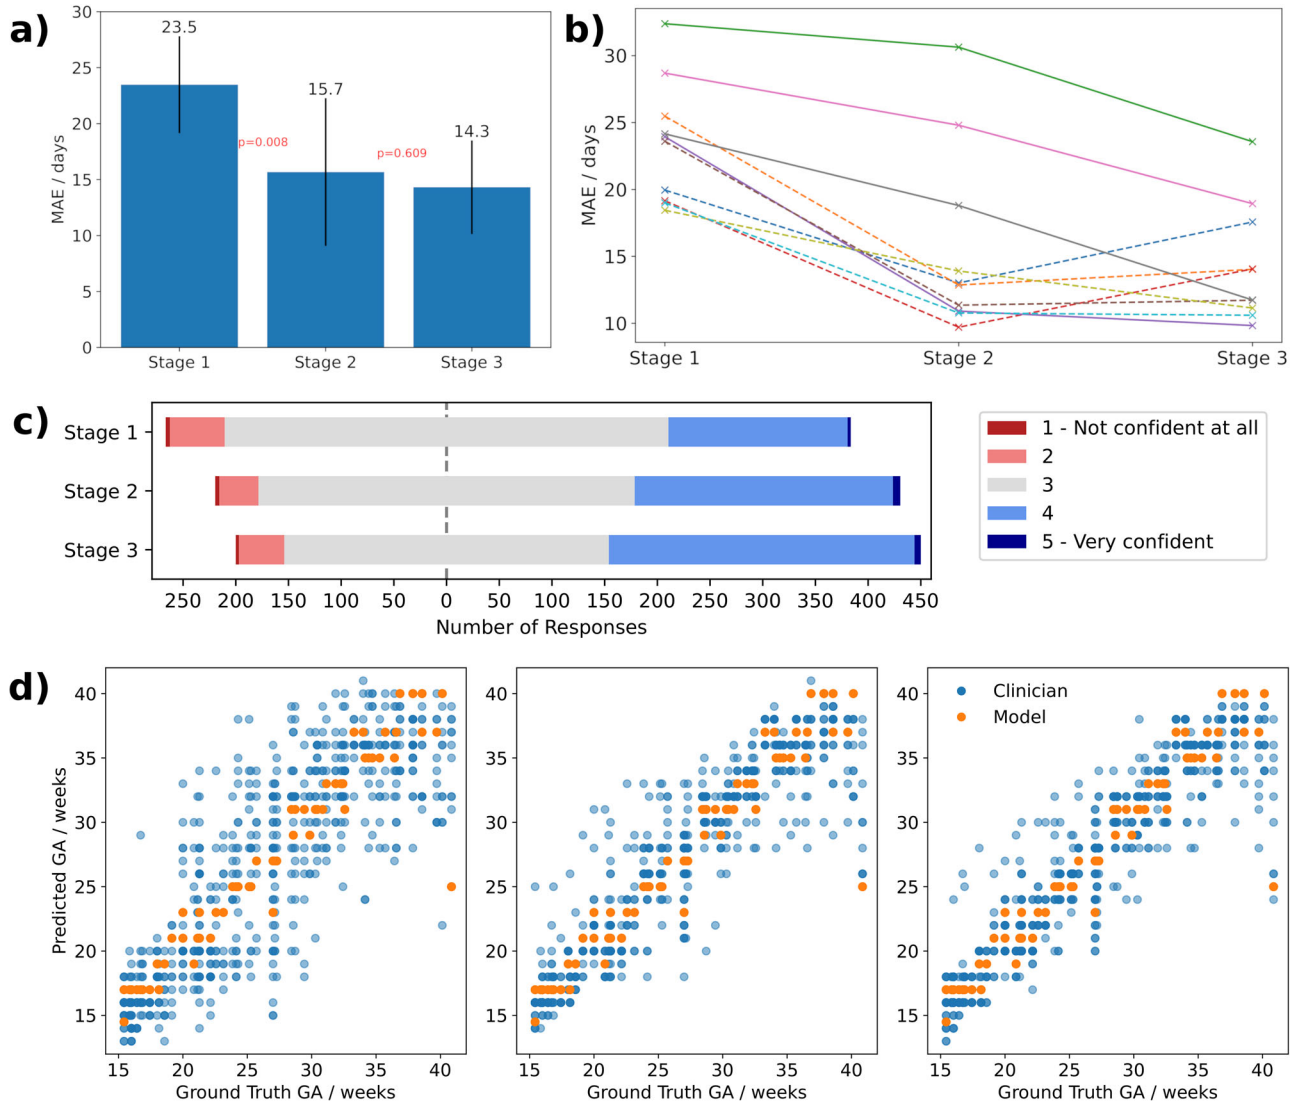 a)
30
25
20
15
10
5
0
MAE / days
23.5
15.7
14.3
p=0.008
p=0.609
Stage 1
Stage 2
Stage 3
b)
30
25
20
15
10
MAE / days
Stage 1
Stage 2
Stage 3
c)
Stage 1
Stage 2
Stage 3
250 200 150 100 50 0 50 100 150 200 250 300 350 400 450
Number of Responses
1 - Not confident at all
2
3
4
5 - Very confident
d)
40
35
30
25
20
15
Predicted GA / weeks
15 20 25 30 35 40
Ground Truth GA / weeks
40
35
30
25
20
15
15 20 25 30 35 40
Ground Truth GA / weeks
Clinician
Model
40
35
30
25
20
15
15 20 25 30 35 40
Ground Truth GA / weeks